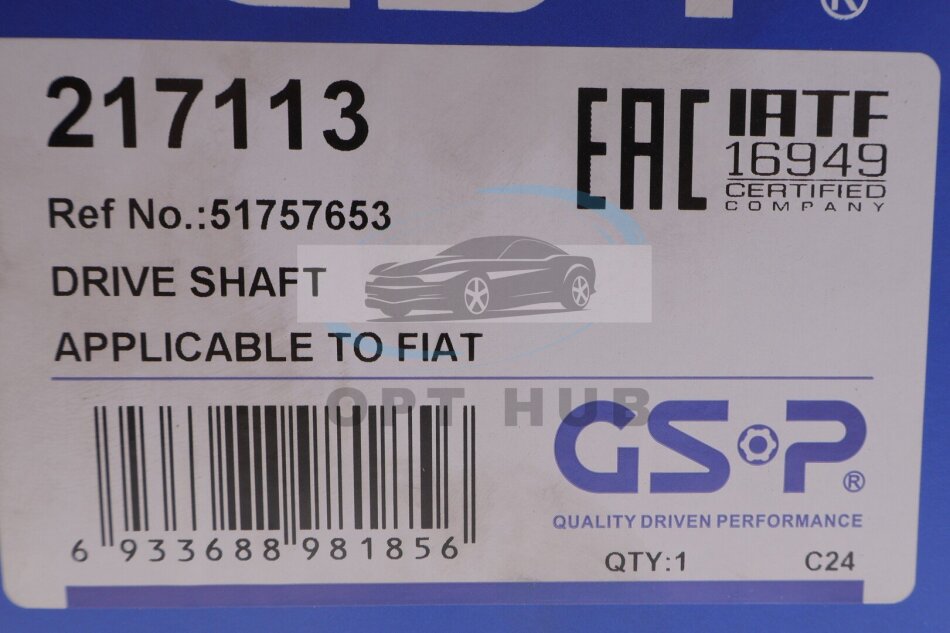 GSP®
217113
EAC
IATF
16949
CERTIFIED
COMPANY
Ref No.:51757653
DRIVE SHAFT
APPLICABLE TO FIAT
OPT HUB
GS P®
QUALITY DRIVEN PERFORMANCE
6 933688 981856
QTY:1
C24